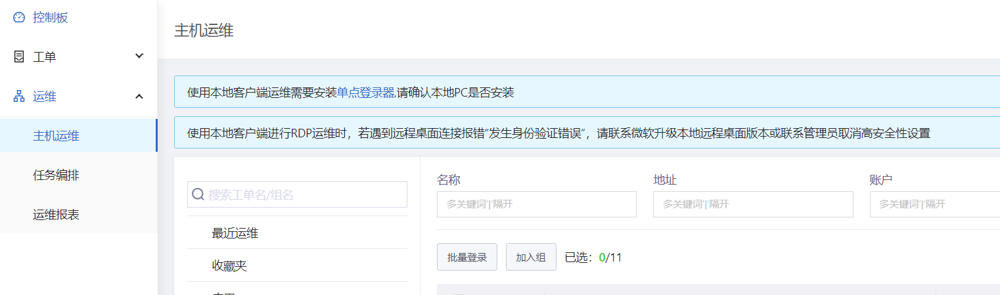 控制板
工单
运维
主机运维
任务编排
运维报表
主机运维
使用本地客户端运维需要安装单点登录器,请确认本地PC是否安装
使用本地客户端进行RDP运维时，若遇到远程桌面连接报错“发生身份验证错误”，请联系微软升级本地远程桌面版本或联系管理员取消高安全性设置
搜索工单名/组名
最近运维
收藏夹
名称
多关键词'|'隔开
地址
多关键词'|'隔开
账户
多关键词'|'隔开
批量登录
加入组
已选：0/11